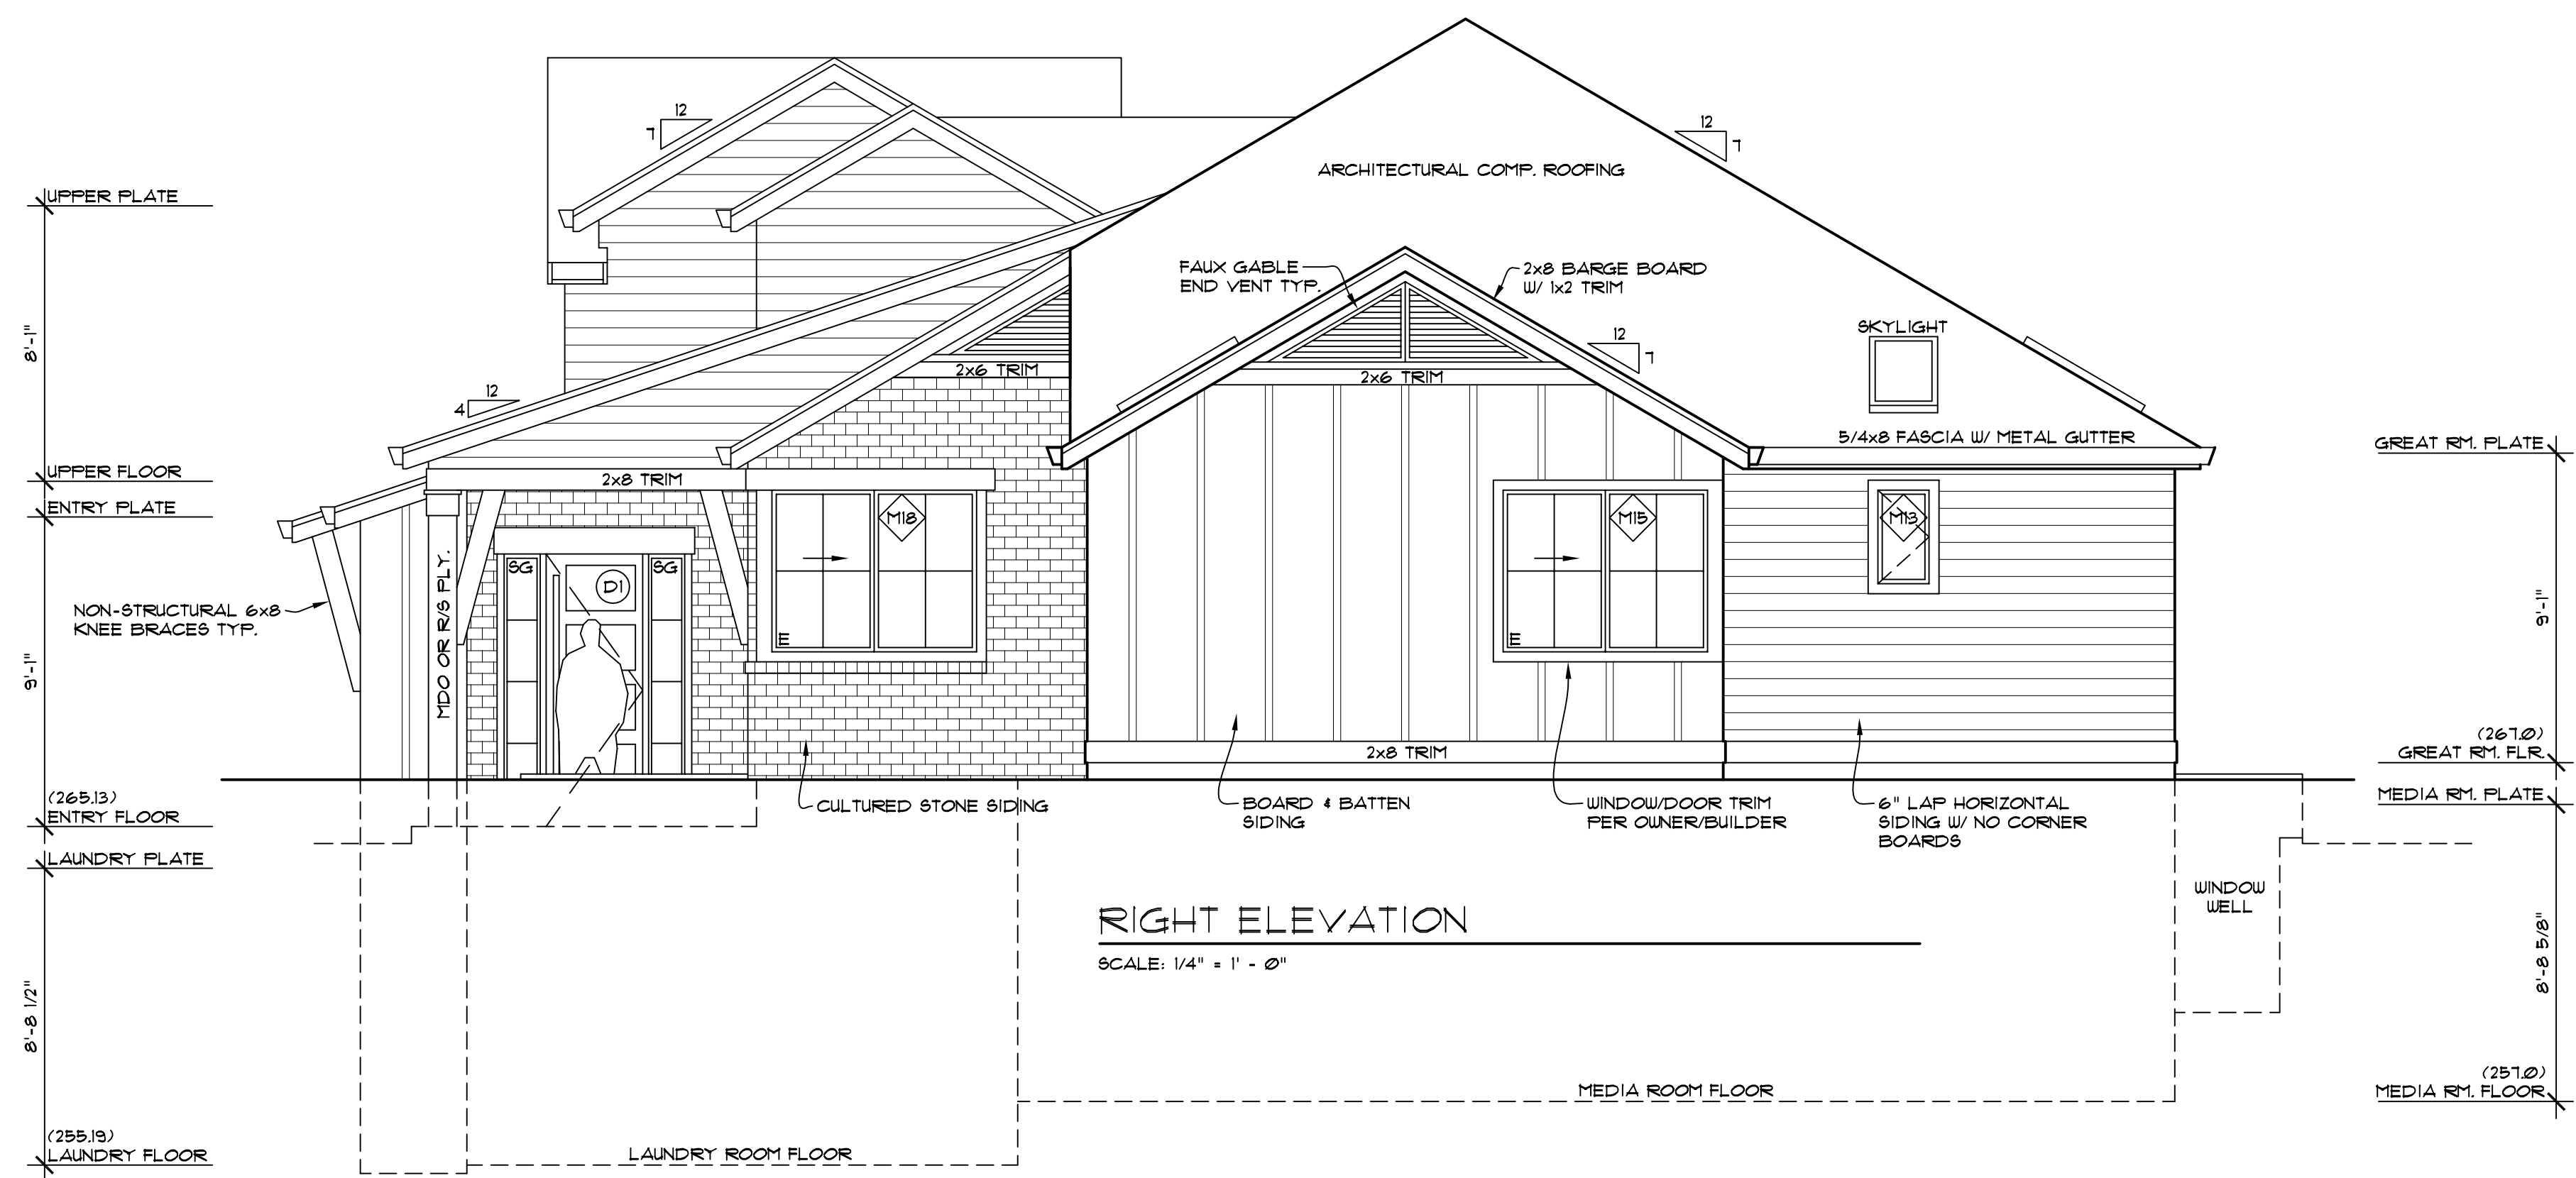 12
7
12
7
ARCHITECTURAL COMP. ROOFING
UPPER PLATE
FAUX GABLE
END VENT TYP.
2x8 BARGE BOARD
W/ 1x2 TRIM
12
7
SKYLIGHT
8'-1"
2x6 TRIM
2x6 TRIM
12
4
5/4x8 FASCIA W/ METAL GUTTER
GREAT RM. PLATE
UPPER FLOOR
2x8 TRIM
ENTRY PLATE
M18
M15
M13
SG
D1
SG
MDO OR R/S PLY.
NON-STRUCTURAL 6x8
KNEE BRACES TYP.
E
E
9'-1"
9'-1"
2x8 TRIM
(267.0)
GREAT RM. FLR.
(265.13)
ENTRY FLOOR
CULTURED STONE SIDING
BOARD & BATTEN
SIDING
WINDOW/DOOR TRIM
PER OWNER/BUILDER
6" LAP HORIZONTAL
SIDING W/ NO CORNER
BOARDS
MEDIA RM. PLATE
LAUNDRY PLATE
WINDOW
WELL
RIGHT ELEVATION
SCALE: 1/4" = 1' - 0"
8'-8 1/2"
8'-8 5/8"
MEDIA ROOM FLOOR
(257.0)
MEDIA RM. FLOOR
(255.19)
LAUNDRY FLOOR
LAUNDRY ROOM FLOOR